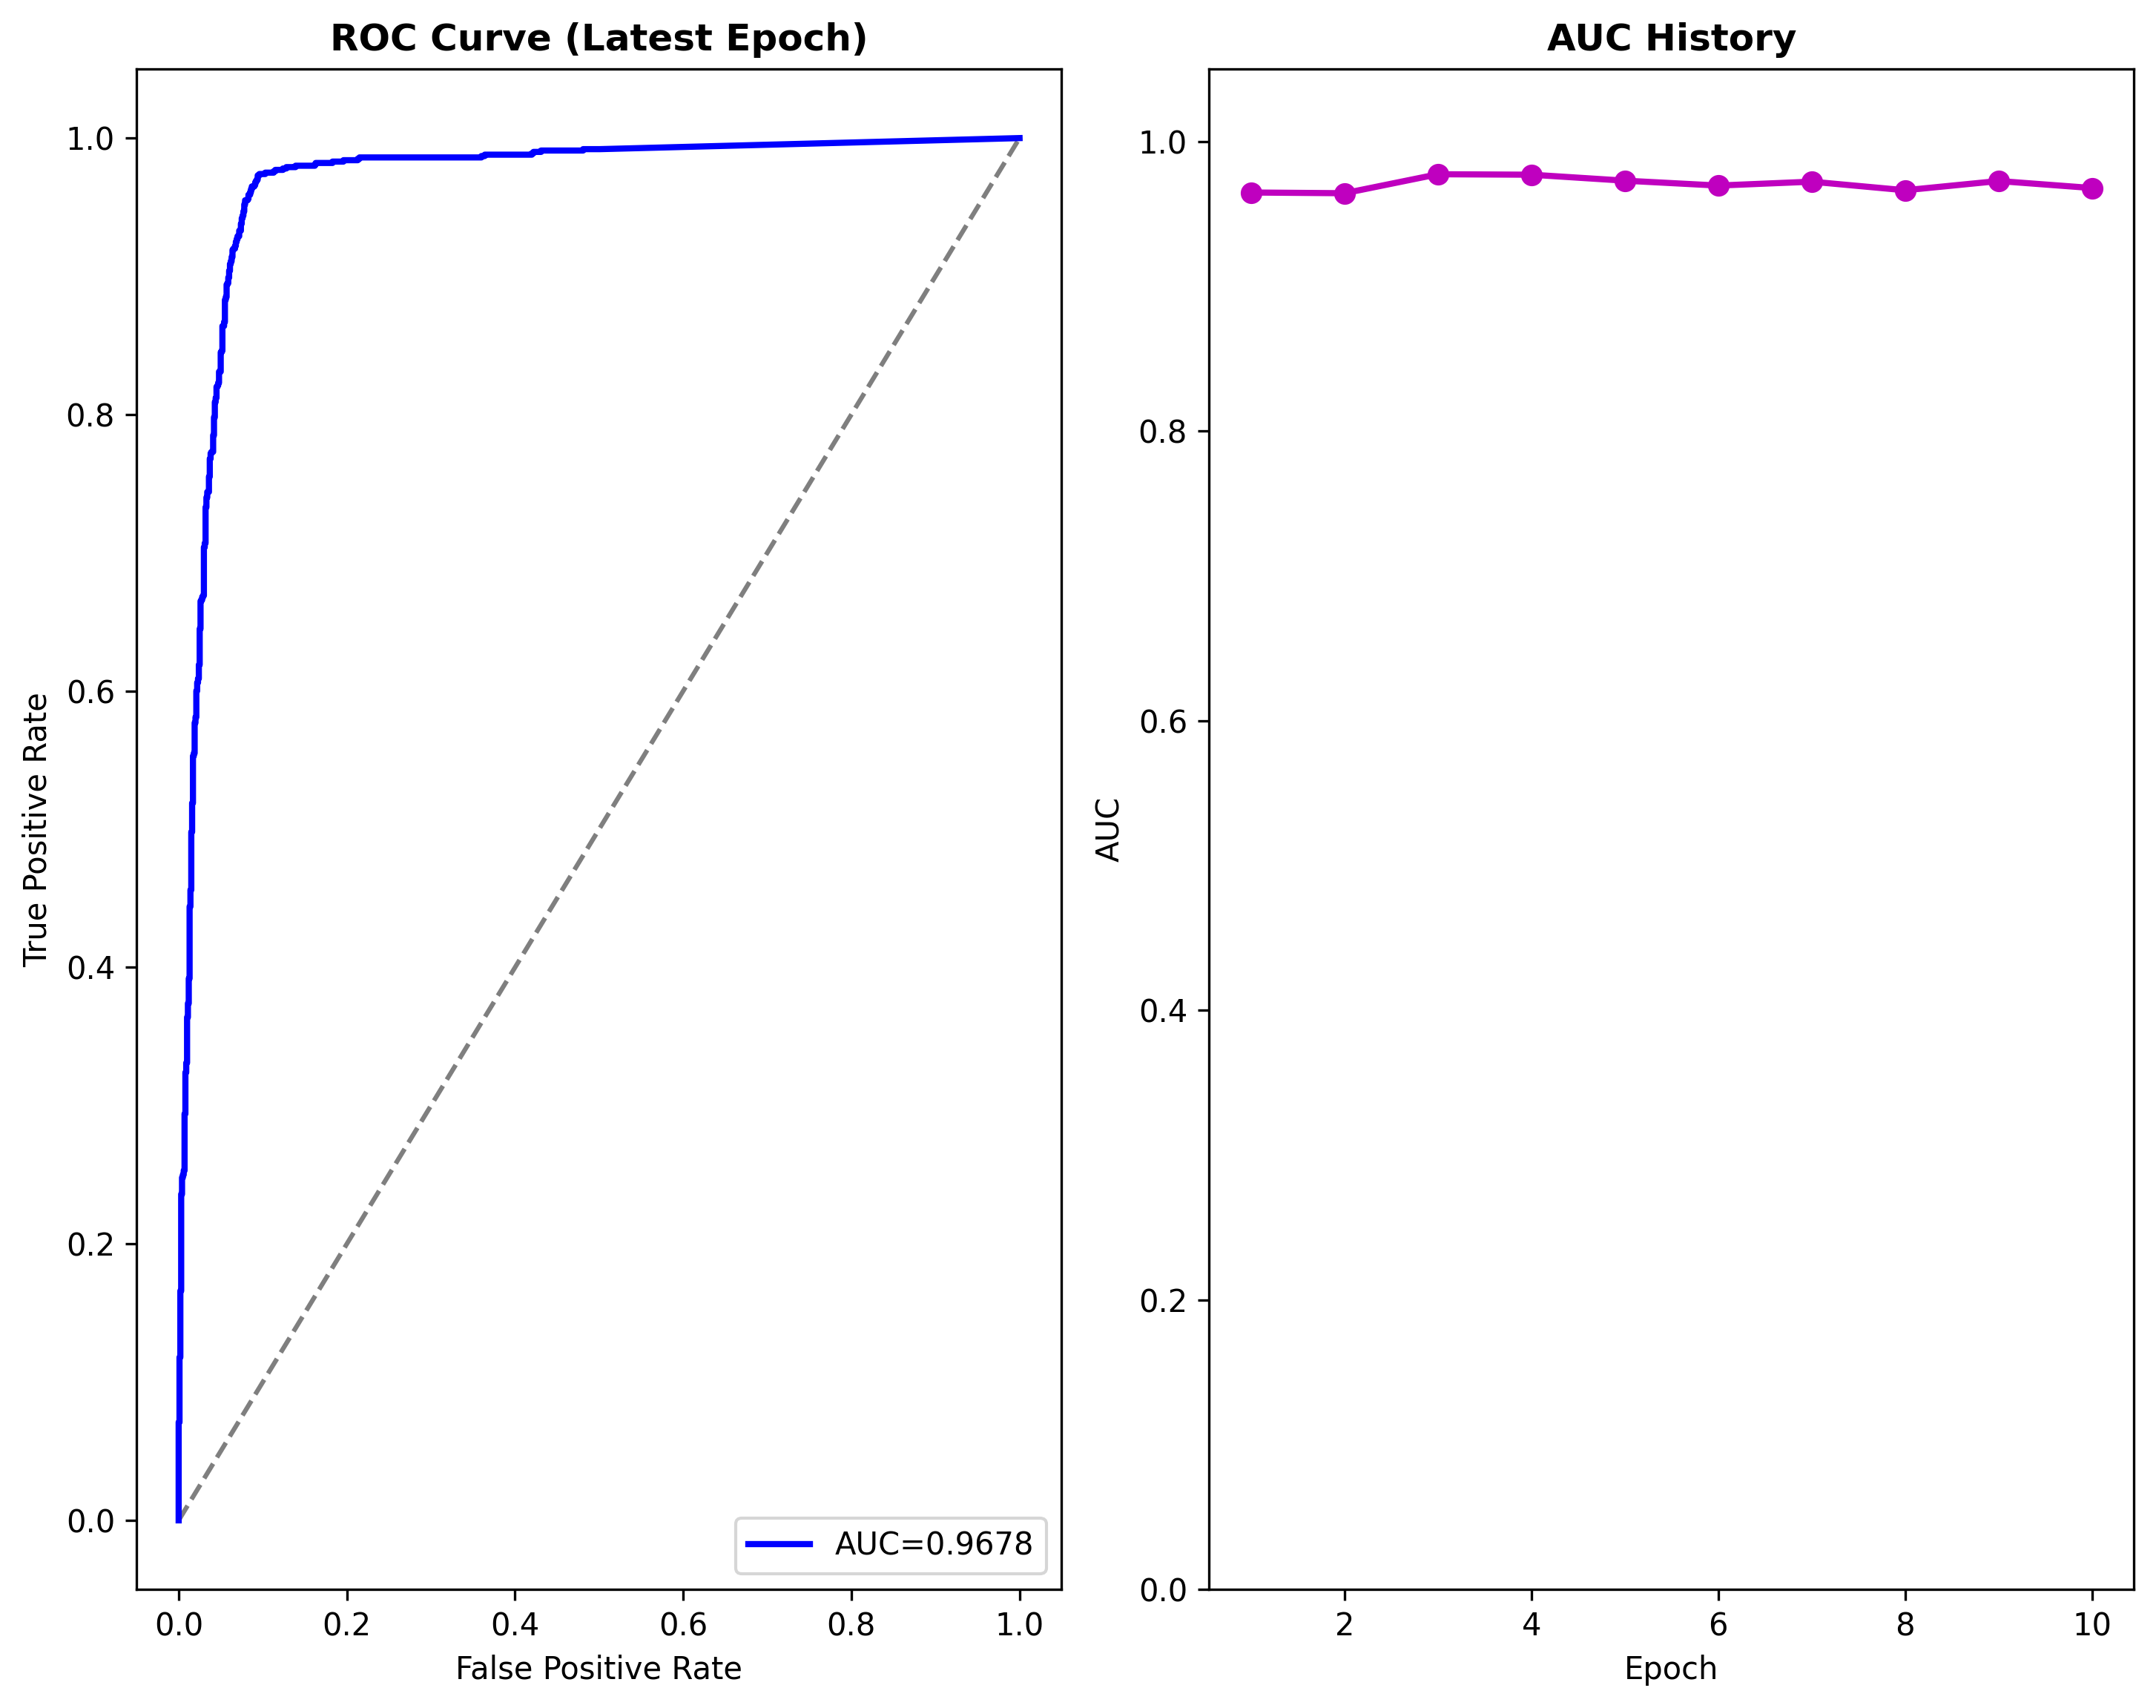 ROC Curve (Latest Epoch)
1.0
0.8
0.6
0.4
0.2
0.0
True Positive Rate
AUC=0.9678
0.0 0.2 0.4 0.6 0.8 1.0
False Positive Rate
AUC History
1.0
0.8
0.6
0.4
0.2
0.0
AUC
2 4 6 8 10
Epoch